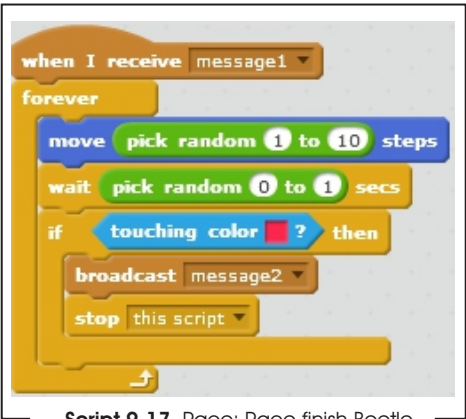 when I receive message1
forever
move pick random 1 to 10 steps
wait pick random 0 to 1 secs
if touching color ? then
broadcast message2
stop this script
Script 9.17 Race: Race finish Beetle